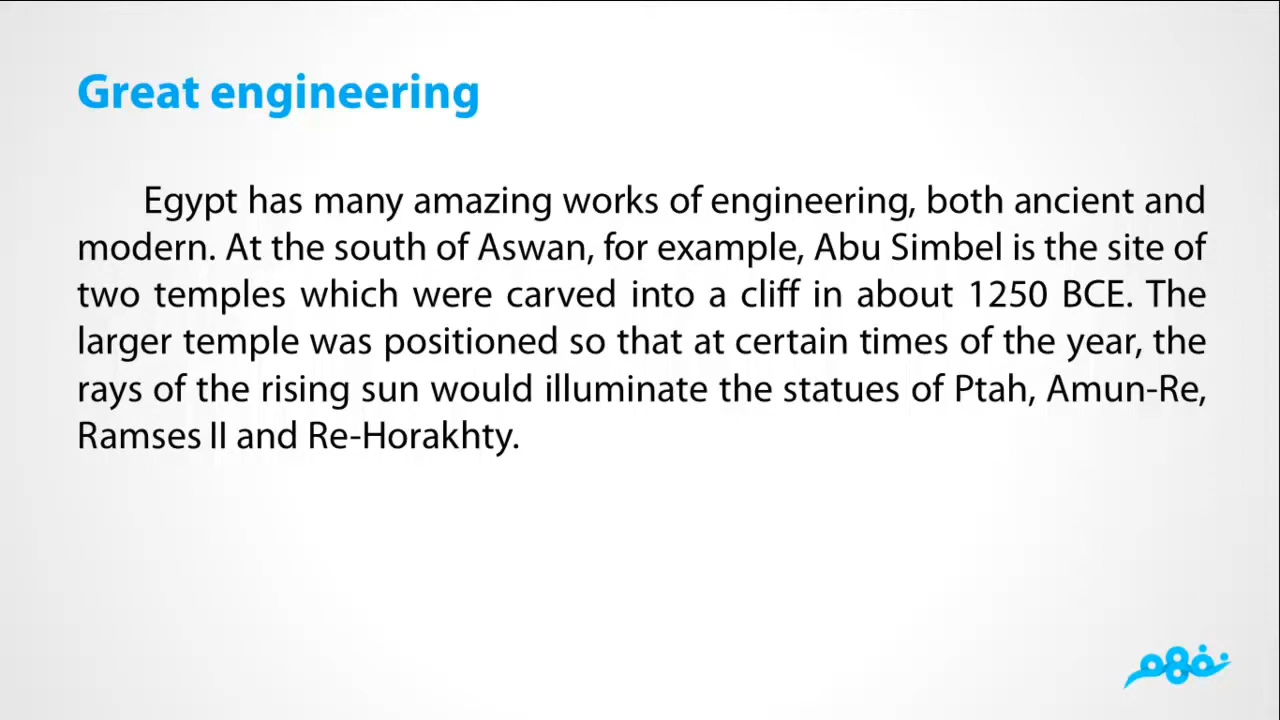 Great engineering
Egypt has many amazing works of engineering, both ancient and
modern. At the south of Aswan, for example, Abu Simbel is the site of
two temples which were carved into a cliff in about 1250 BCE. The
larger temple was positioned so that at certain times of the year, the
rays of the rising sun would illuminate the statues of Ptah, Amun-Re,
Ramses II and Re-Horakhty.
نفهم